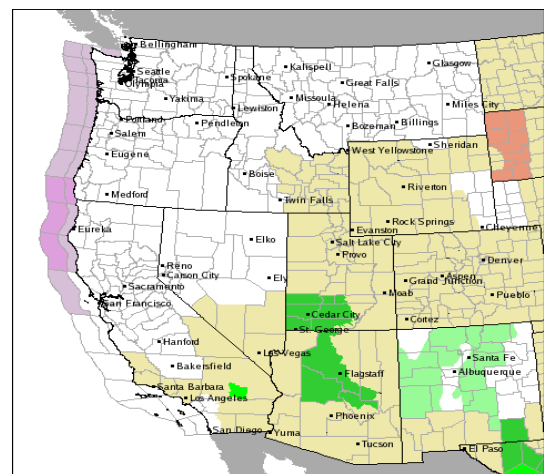 Bellingham
Seattle
Tacoma
Olympia
Spokane
Kalispell
Glasgow
Great Falls
Yakima
Lewiston
Missoula
Helena
Miles City
Portland
Pendleton
Salem
Bozeman
Billings
Sheridan
Eugene
West Yellowstone
Boise
Medford
Twin Falls
Riverton
Rock Springs
Eureka
Elko
Evanston
Cheyenne
Salt Lake City
Provo
Denver
Reno
Carson City
Ely
Aspen
Grand Junction
Sacramento
San Francisco
Moab
Pueblo
Cedar City
St. George
Cortez
Hanford
Las Vegas
Santa Fe
Bakersfield
Flagstaff
Albuquerque
Santa Barbara
Los Angeles
Phoenix
San Diego
Yuma
Tucson
El Paso